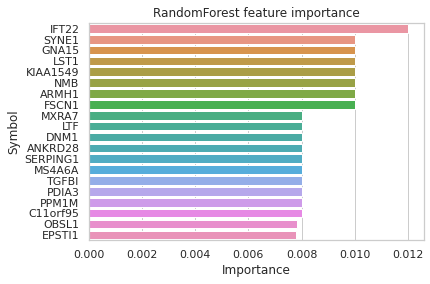 RandomForest feature importance
IFT22
SYNE1
GNA15
LST1
KIAA1549
NMB
ARMH1
FSCN1
MXRA7
LTF
DNM1
ANKRD28
SERPING1
MS4A6A
TGFBI
PDIA3
PPM1M
C11orf95
OBSL1
EPSTI1
Symbol
0.000 0.002 0.004 0.006 0.008 0.010 0.012
Importance